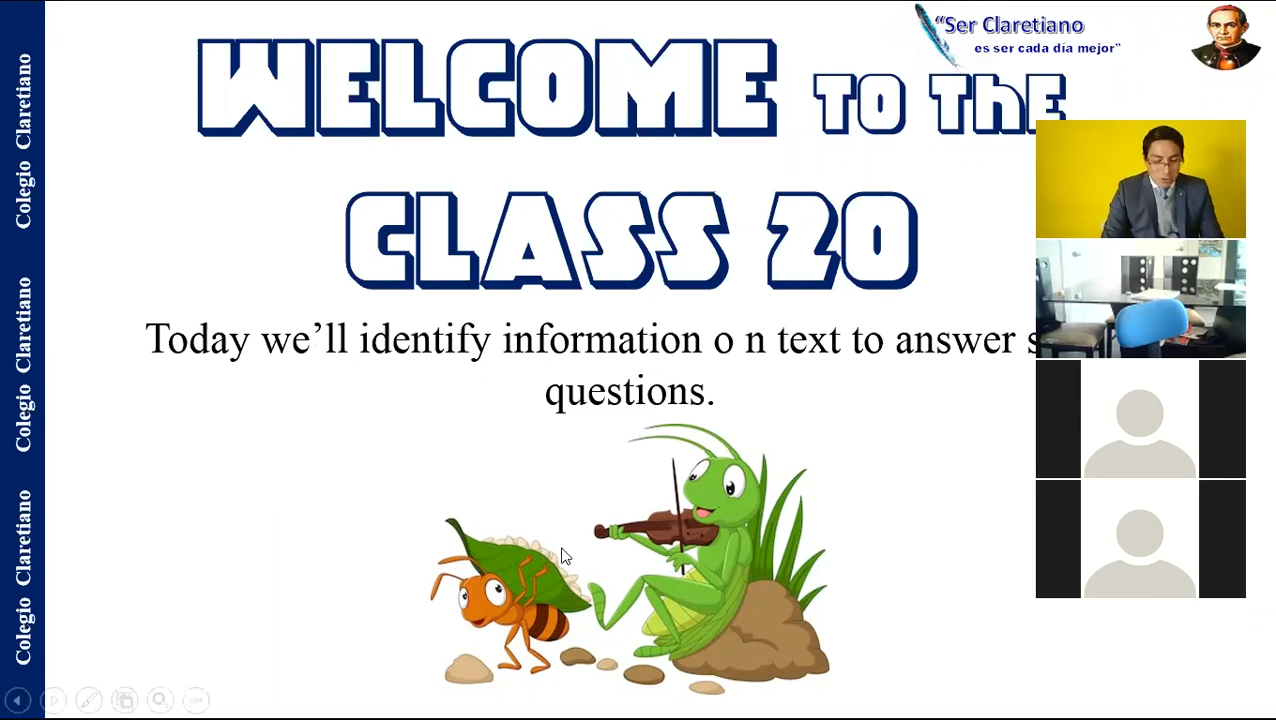 "Ser Claretiano
es ser cada día mejor"
WELCOME TO ThE
CLASS 20
Today we'll identify information o n text to answer
questions.
Colegio Claretiano
Colegio Claretiano
Colegio Claretiano